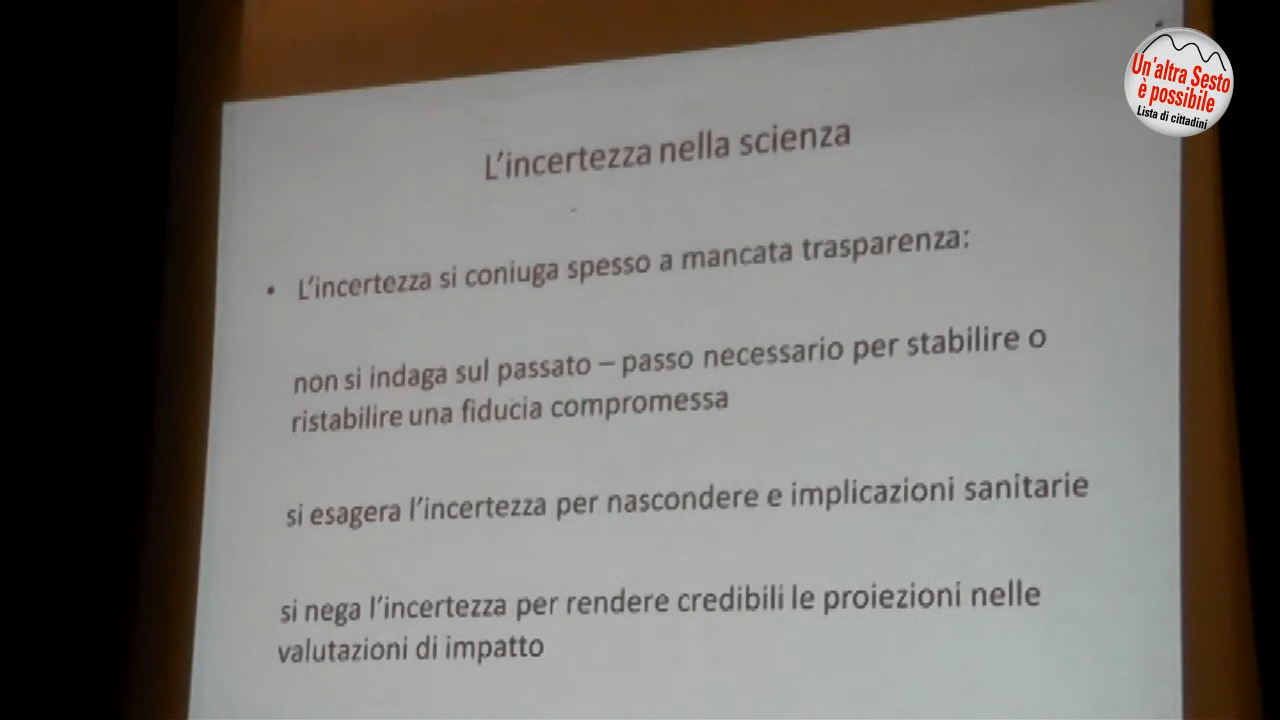 Un'altra Sesto
è possibile
Lista di cittadini
L'incertezza nella scienza
• L'incertezza si coniuga spesso a mancata trasparenza:
non si indaga sul passato – passo necessario per stabilire o
ristabilire una fiducia compromessa
si esagera l'incertezza per nascondere e implicazioni sanitarie
si nega l'incertezza per rendere credibili le proiezioni nelle
valutazioni di impatto